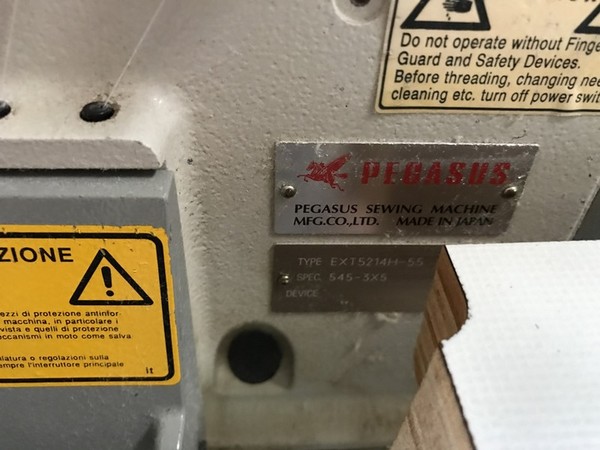 Do not operate without Finge
Guard and Safety Devices.
Before threading, changing nee
cleaning etc. turn off power swit
PEGASUS
PEGASUS SEWING MACHINE
MFG.CO.,LTD. MADE IN JAPAN
TYPE EXT5214H-55
SPEC. 545-3X5
DEVICE
ZIONE
ezzi di protezione antinfor-
macchina, in particolare i
vista e quelli di protezione
eccanismi in moto come salva
olatura o regolazioni sulla
empre l'interruttore principale
it